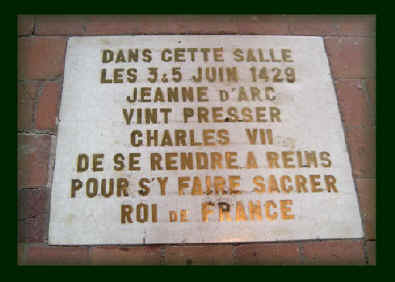 DANS CETTE SALLE
LES 3 & 5 JUIN 1429
JEANNE D'ARC
VINT PRESSER
CHARLES VII
DE SE RENDRE A REIMS
POUR S'Y FAIRE SACRER
ROI DE FRANCE